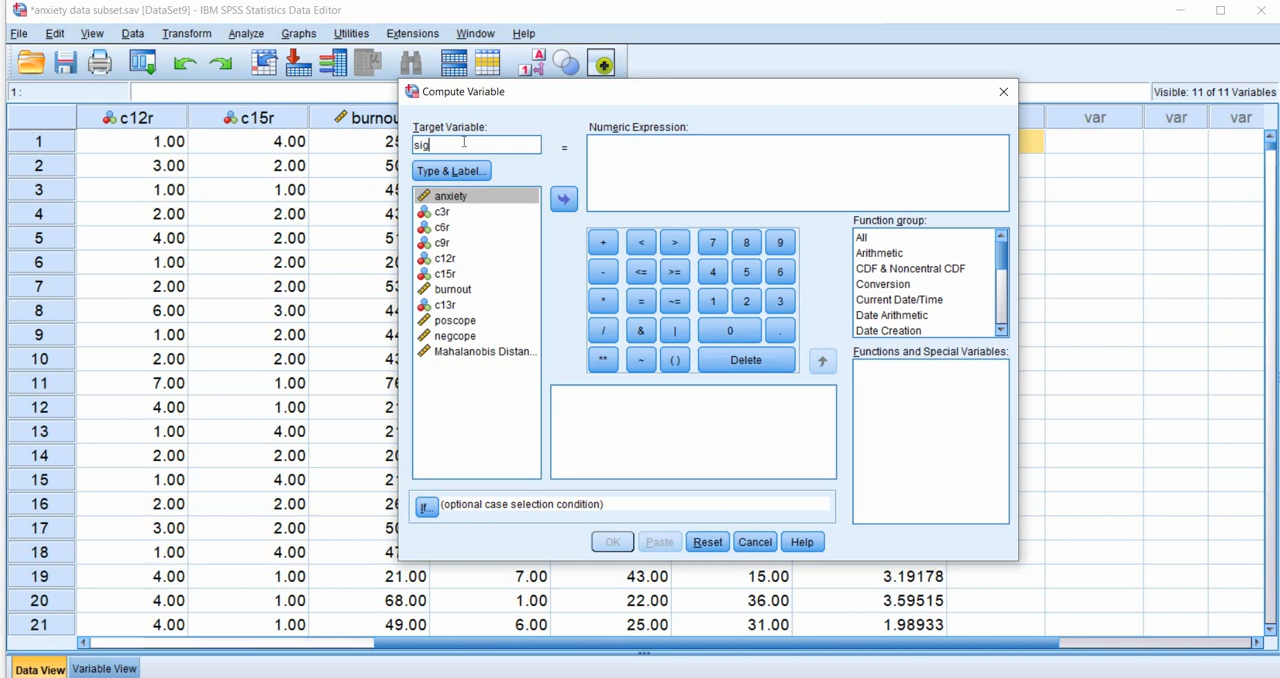 *anxiety data subset.sav [DataSet9] - IBM SPSS Statistics Data Editor
File Edit View Data Transform Analyze Graphs Utilities Extensions Window Help
1 :
Visible: 11 of 11 Variables
c12r c15r burnou var var var
1 1.00 4.00
2 3.00 2.00
3 1.00 1.00
4 2.00 2.00
5 4.00 2.00
6 1.00 2.00
7 2.00 2.00
8 6.00 3.00
9 1.00 2.00
10 2.00 2.00
11 7.00 1.00
12 4.00 1.00
13 1.00 4.00
14 2.00 2.00
15 1.00 4.00
16 2.00 2.00
17 3.00 2.00
18 1.00 4.00
19 4.00 1.00 21.00 7.00 43.00 15.00 3.19178
20 4.00 1.00 68.00 1.00 22.00 36.00 3.59515
21 4.00 1.00 49.00 6.00 25.00 31.00 1.98933
Data View Variable View
Compute Variable
Target Variable:
sig
Type & Label...
anxiety
c3r
c6r
c9r
c12r
c15r
burnout
c13r
poscope
negcope
Mahalanobis Distan...
=
Numeric Expression:
+ < > 7 8 9
- <= >= 4 5 6
* = ~= 1 2 3
/ & | 0 .
** ~ ( ) Delete
Function group:
All
Arithmetic
CDF & Noncentral CDF
Conversion
Current Date/Time
Date Arithmetic
Date Creation
Functions and Special Variables:
If... (optional case selection condition)
OK Paste Reset Cancel Help